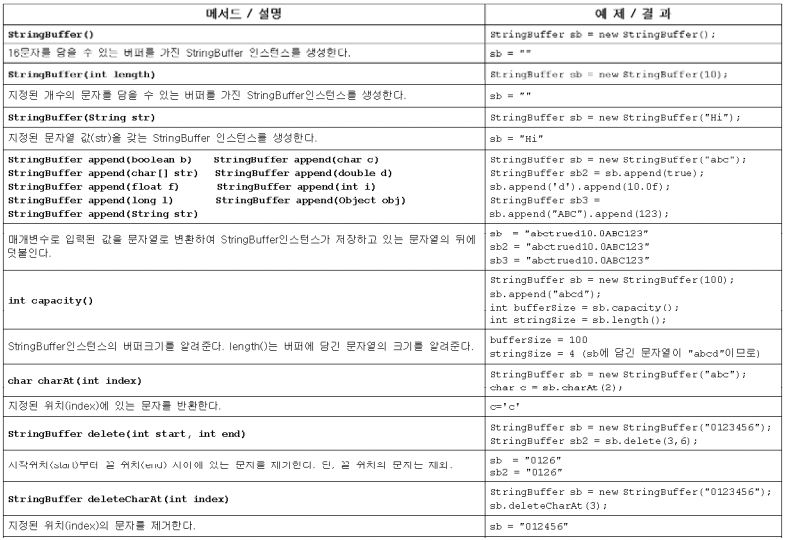 메서드 / 설명
예 제 / 결 과
StringBuffer()
StringBuffer sb = new StringBuffer();
16문자를 담을 수 있는 버퍼를 가진 StringBuffer 인스턴스를 생성한다.
sb = ""
StringBuffer(int length)
StringBuffer sb = new StringBuffer(10);
지정된 개수의 문자를 담을 수 있는 버퍼를 가진 StringBuffer인스턴스를 생성한다.
sb = ""
StringBuffer(String str)
StringBuffer sb = new StringBuffer("Hi");
지정된 문자열 값(str)을 갖는 StringBuffer 인스턴스를 생성한다.
sb = "Hi"
StringBuffer append(boolean b) StringBuffer append(char c)
StringBuffer append(char[] str) StringBuffer append(double d)
StringBuffer append(float f) StringBuffer append(int i)
StringBuffer append(long l) StringBuffer append(Object obj)
StringBuffer append(String str)
StringBuffer sb = new StringBuffer("abc");
StringBuffer sb2 = sb.append(true);
sb.append('d').append(10.0f);
StringBuffer sb3 =
sb.append("ABC").append(123);
매개변수로 입력된 값을 문자열로 변환하여 StringBuffer인스턴스가 저장하고 있는 문자열의 뒤에
덧붙인다.
sb = "abctrued10.0ABC123"
sb2 = "abctrued10.0ABC123"
sb3 = "abctrued10.0ABC123"
int capacity()
StringBuffer sb = new StringBuffer(100);
sb.append("abcd");
int bufferSize = sb.capacity();
int stringSize = sb.length();
StringBuffer인스턴스의 버퍼크기를 알려준다. length()는 버퍼에 담긴 문자열의 크기를 알려준다.
bufferSize = 100
stringSize = 4 (sb에 담긴 문자열이 "abcd"이므로)
char charAt(int index)
StringBuffer sb = new StringBuffer("abc");
char c = sb.charAt(2);
지정된 위치(index)에 있는 문자를 반환한다.
c='c'
StringBuffer delete(int start, int end)
StringBuffer sb = new StringBuffer("0123456");
StringBuffer sb2 = sb.delete(3,6);
시작위치(start)부터 끝 위치(end) 사이에 있는 문자를 제거한다. 단, 끝 위치의 문자는 제외.
sb = "0126"
sb2 = "0126"
StringBuffer deleteCharAt(int index)
StringBuffer sb = new StringBuffer("0123456");
sb.deleteCharAt(3);
지정된 위치(index)의 문자를 제거한다.
sb = "012456"